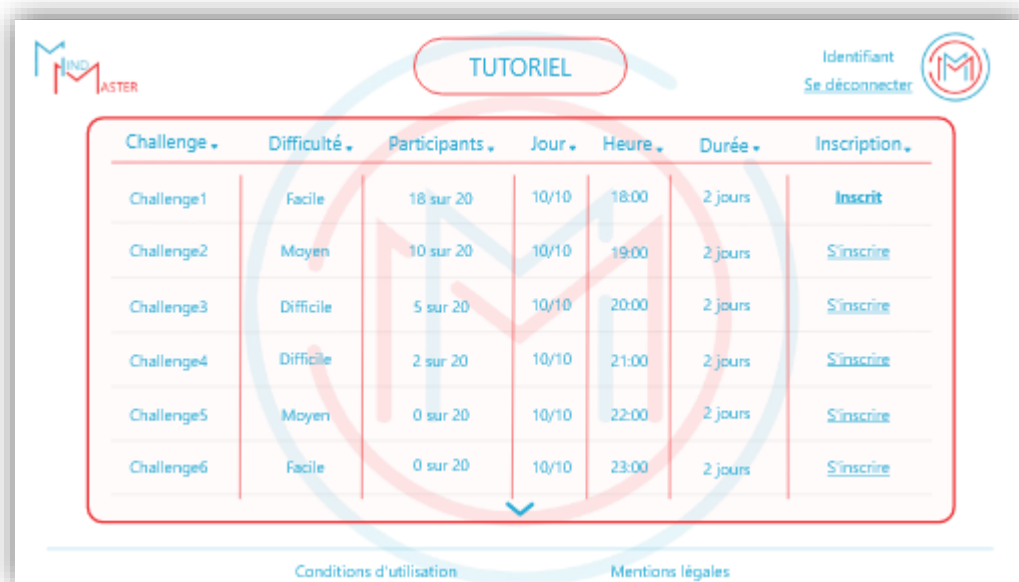 MIND MASTER
TUTORIEL
Identifiant
Se déconnecter
Challenge Difficulté Participants Jour Heure Durée Inscription
Challenge1 Facile 18 sur 20 10/10 18:00 2 jours Inscrit
Challenge2 Moyen 10 sur 20 10/10 19:00 2 jours S'inscrire
Challenge3 Difficile 5 sur 20 10/10 20:00 2 jours S'inscrire
Challenge4 Difficile 2 sur 20 10/10 21:00 2 jours S'inscrire
Challenge5 Moyen 0 sur 20 10/10 22:00 2 jours S'inscrire
Challenge6 Facile 0 sur 20 10/10 23:00 2 jours S'inscrire
Conditions d'utilisation Mentions légales